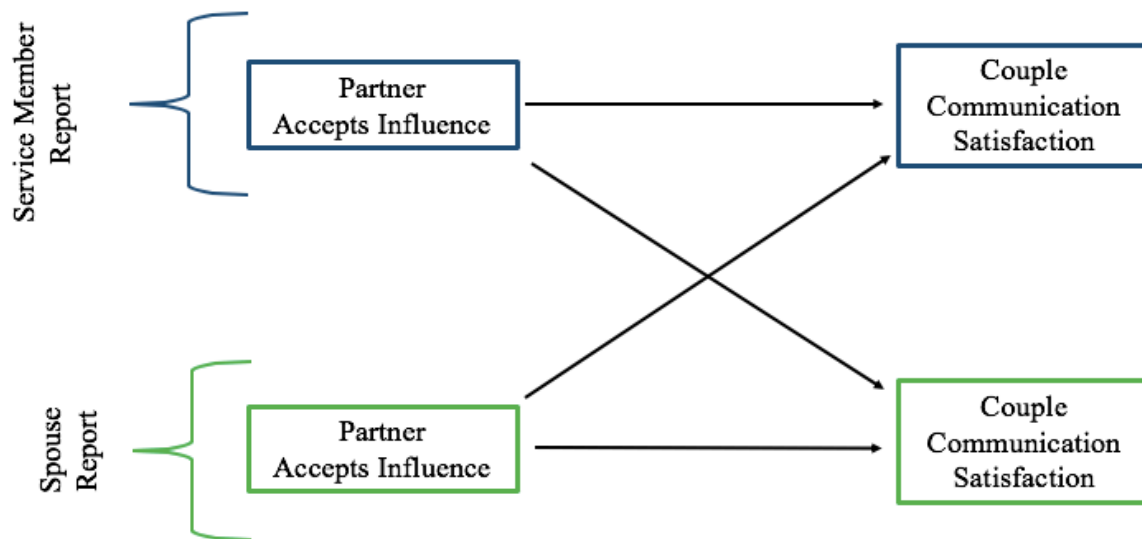 Service Member
Report
Partner
Accepts Influence
Couple
Communication
Satisfaction
Spouse
Report
Partner
Accepts Influence
Couple
Communication
Satisfaction